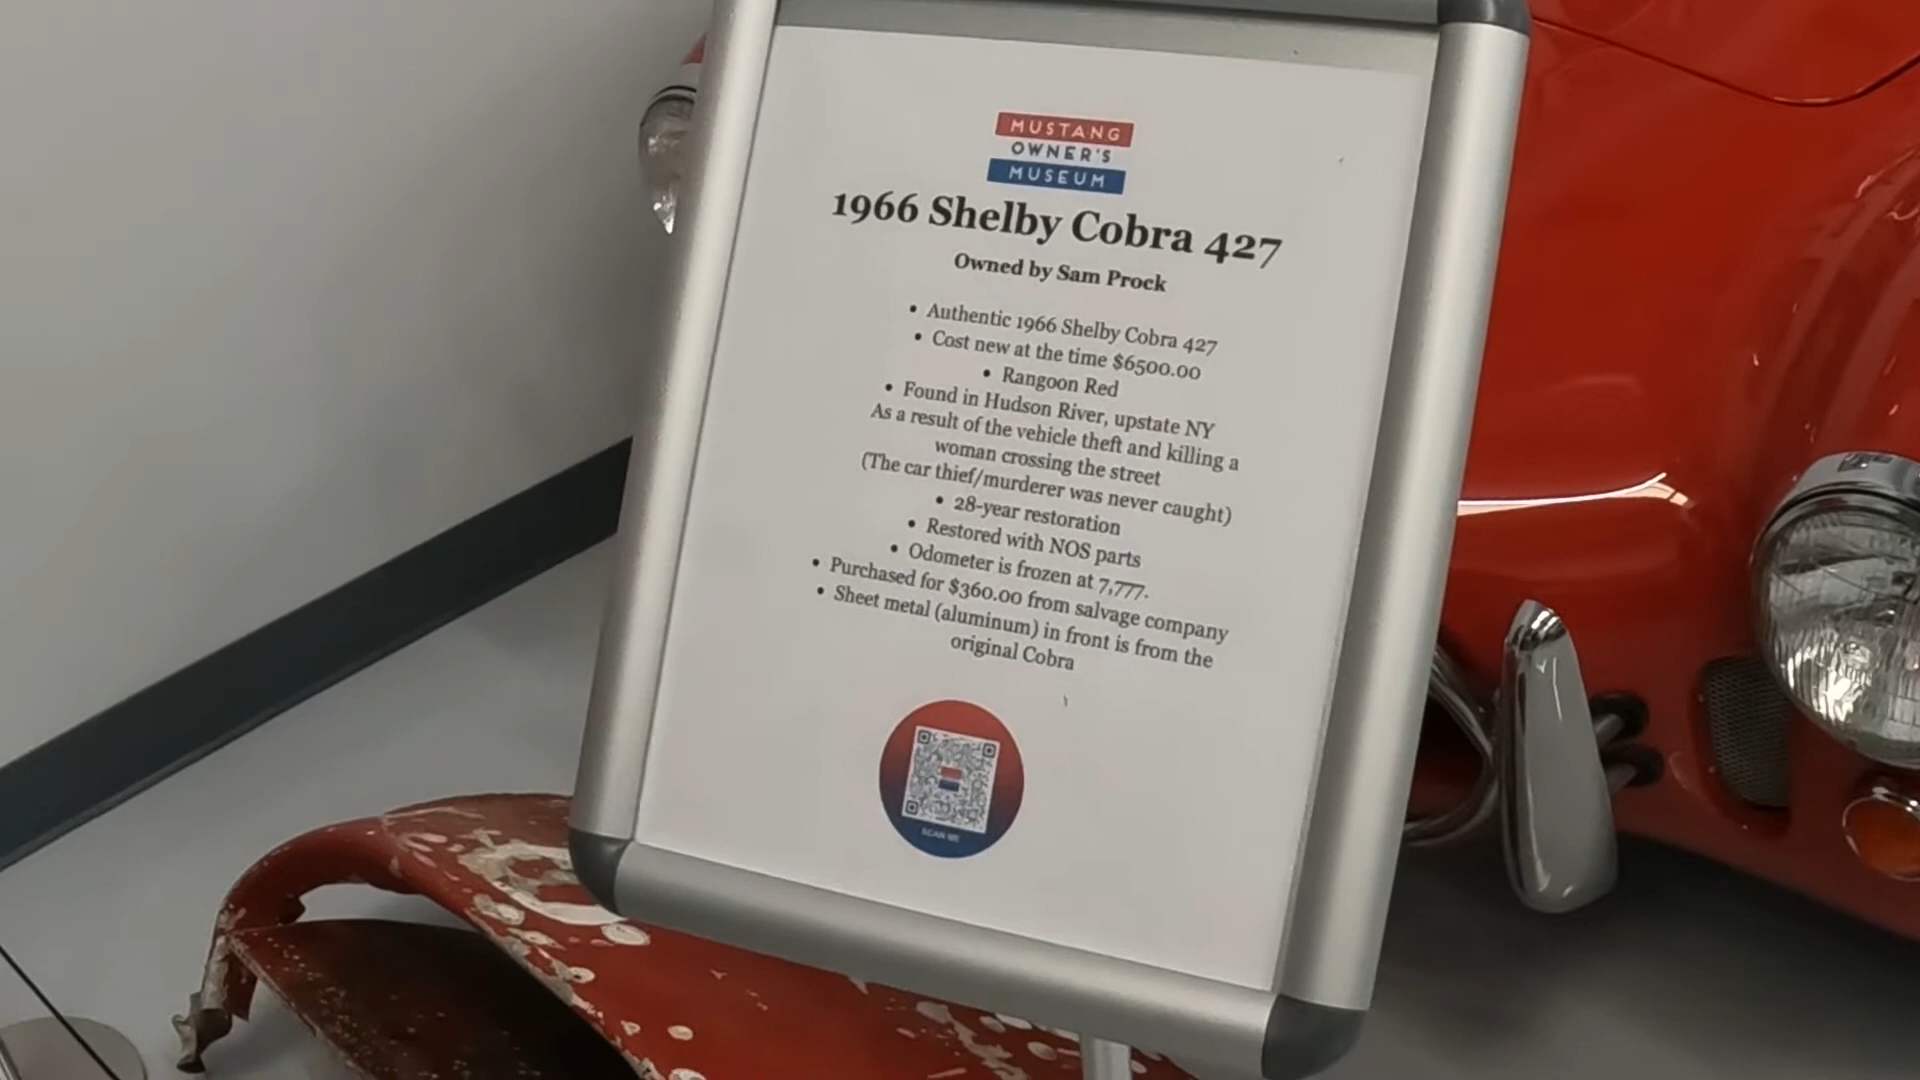 MUSTANG
OWNER'S
MUSEUM
1966 Shelby Cobra 427
Owned by Sam Prock
• Authentic 1966 Shelby Cobra 427
• Cost new at the time $6500.00
• Rangoon Red
• Found in Hudson River, upstate NY
As a result of the vehicle theft and killing a
woman crossing the street
(The car thief/murderer was never caught)
• 28-year restoration
• Restored with NOS parts
• Odometer is frozen at 7,777.
• Purchased for $360.00 from salvage company
• Sheet metal (aluminum) in front is from the
original Cobra
SCAN ME